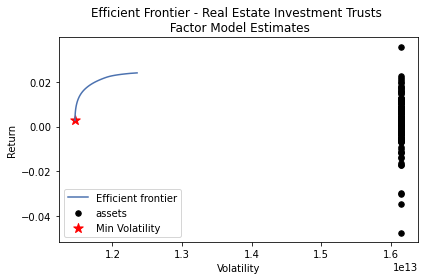 Efficient Frontier - Real Estate Investment Trusts
Factor Model Estimates
Return
0.02
0.00
−0.02
−0.04
Efficient frontier
assets
Min Volatility
1.2
1.3
1.4
1.5
1.6
1e13
Volatility